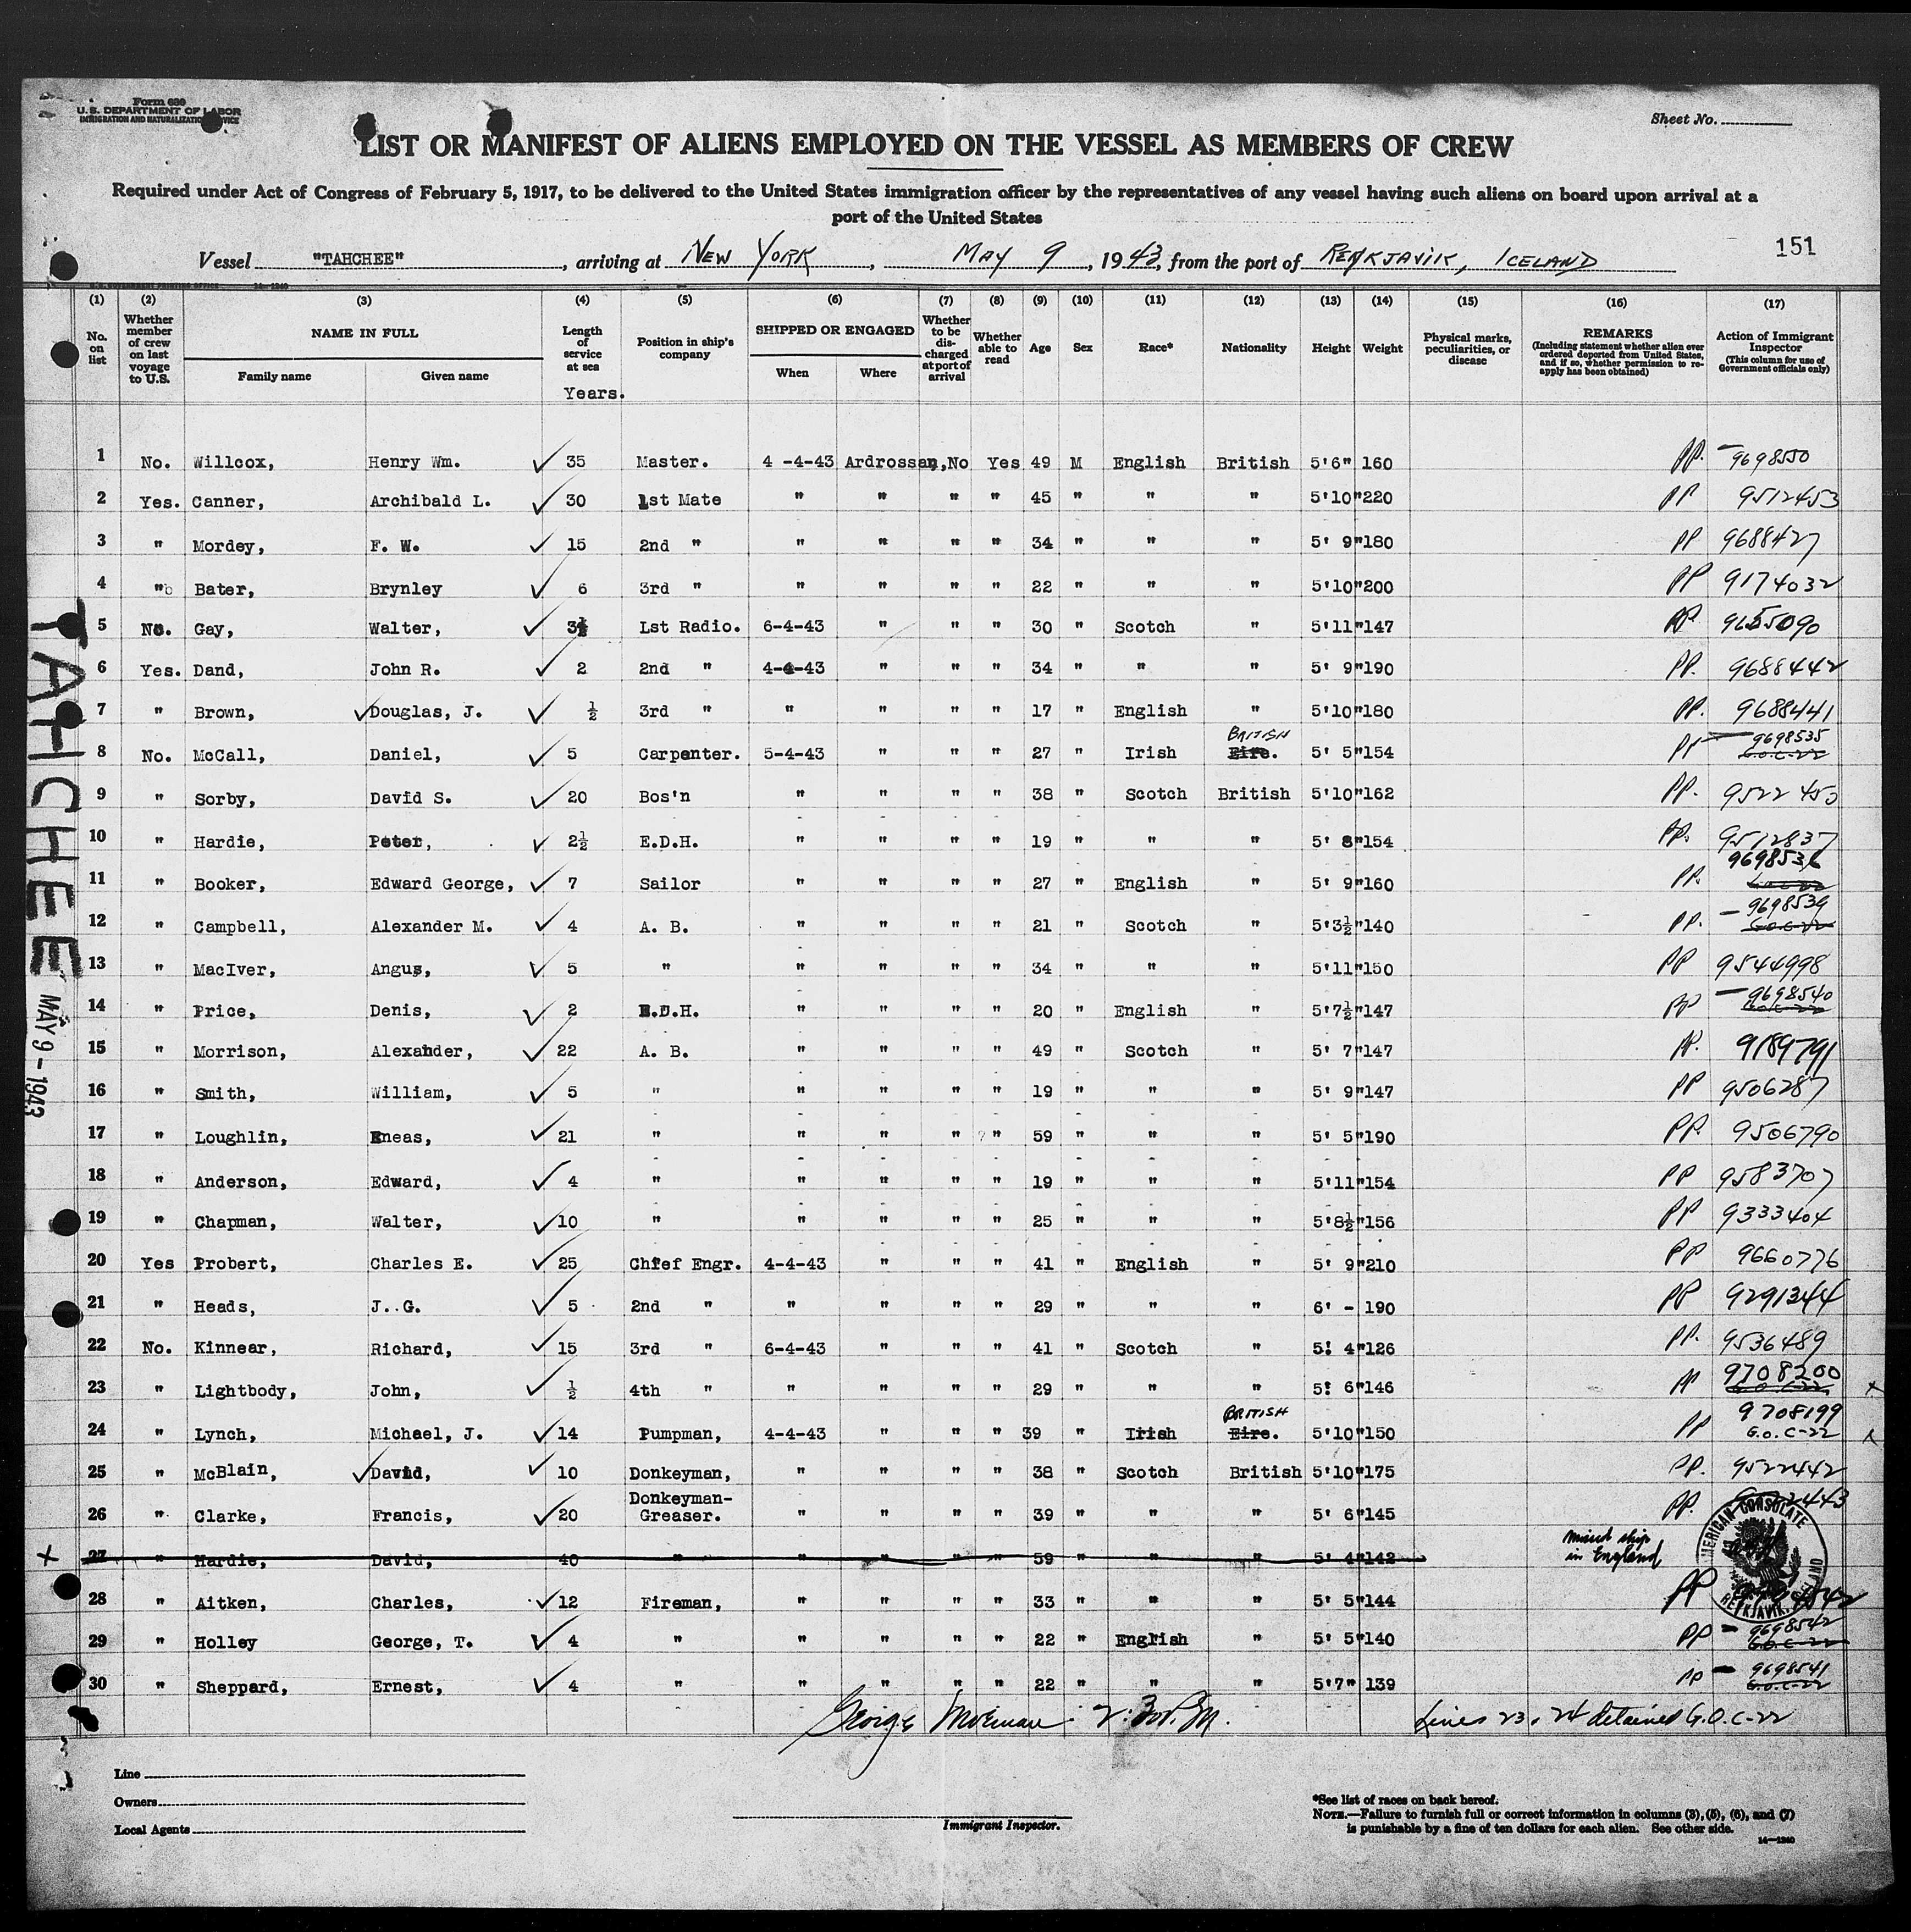 Form 680
U. S. DEPARTMENT OF LABOR
IMMIGRATION AND NATURALIZATION SERVICE
Sheet No.
LIST OR MANIFEST OF ALIENS EMPLOYED ON THE VESSEL AS MEMBERS OF CREW
Required under Act of Congress of February 5, 1917, to be delivered to the United States immigration officer by the representatives of any vessel having such aliens on board upon arrival at a
port of the United States
151
Vessel "TAHCHEE", arriving at NEW YORK, MAY 9, 1943, from the port of REYKJAVIK, ICELAND
(1) (2) (3) (4) (5) (6) (7) (8) (9) (10) (11) (12) (13) (14) (15) (16) (17)
No. on list
Whether member of crew on last voyage to U.S.
NAME IN FULL
Family name Given name
Length of service at sea
Years.
Position in ship's company
SHIPPED OR ENGAGED
When Where
Whether to be discharged at port of arrival
Whether able to read
Age Sex Race* Nationality Height Weight
Physical marks, peculiarities, or disease
REMARKS
(Including statement whether alien ever ordered deported from United States, and if so, whether permission to reapply has been obtained)
Action of Immigrant Inspector
(This column for use of Government officials only)
1 No. Willcox, Henry Wm. 35 Master. 4-4-43 Ardrossan, No Yes 49 M English British 5'6" 160 PP. 9698550
2 Yes. Canner, Archibald L. 30 1st Mate " " " " 45 " " " 5'10" 220 PP 9512453
3 " Mordey, F. W. 15 2nd " " " " " 34 " " " 5' 9" 180 PP 9688427
4 " Bater, Brynley 6 3rd " " " " " 22 " " " 5'10" 200 PP 9174032
5 No. Gay, Walter, 3½ Lst Radio. 6-4-43 " " " 30 " Scotch " 5'11" 147 PP 9655090
6 Yes. Dand, John R. 2 2nd " 4-4-43 " " " 34 " " " 5' 9" 190 PP. 9688442
7 " Brown, Douglas, J. ½ 3rd " " " " " 17 " English " 5'10" 180 PP. 9688441
8 No. McCall, Daniel, 5 Carpenter. 5-4-43 " " " 27 " Irish Eire. BRITISH 5' 5" 154 PP 9698535 G.O.C-22
9 " Sorby, David S. 20 Bos'n " " " " 38 " Scotch British 5'10" 162 PP. 9522450
10 " Hardie, Peter, 2½ E.D.H. " " " " 19 " " " 5' 8" 154 PP. 9512837
11 " Booker, Edward George, 7 Sailor " " " " 27 " English " 5' 9" 160 PP. 9698536
12 " Campbell, Alexander M. 4 A. B. " " " " 21 " Scotch " 5'3½" 140 PP. 9698539 G.O.C-22
13 " MacIver, Angus, 5 " " " " " 34 " " " 5'11" 150 PP 9544998
14 " Price, Denis, 2 E.D.H. " " " " 20 " English " 5'7½" 147 PP 9698540 G.O.C-22
15 " Morrison, Alexander, 22 A. B. " " " " 49 " Scotch " 5' 7" 147 PP. 9189791
16 " Smith, William, 5 " " " " " 19 " " " 5' 9" 147 PP 9506287
17 " Loughlin, Eneas, 21 " " " " " 59 " " " 5' 5" 190 PP. 9506790
18 " Anderson, Edward, 4 " " " " " 19 " " " 5'11" 154 PP 9583707
19 " Chapman, Walter, 10 " " " " " 25 " " " 5'8½" 156 PP 9333404
20 Yes Probert, Charles E. 25 Chief Engr. 4-4-43 " " " 41 " English " 5' 9" 210 PP 9660776
21 " Heads, J. G. 5 2nd " " " " " 29 " " " 6' - 190 PP 9291344
22 No. Kinnear, Richard, 15 3rd " 6-4-43 " " " 41 " Scotch " 5' 4" 126 PP. 9536489
23 " Lightbody, John, ½ 4th " " " " " 29 " " " 5' 6" 146 PP 9708200 G.O.C-22 x
24 " Lynch, Michael, J. 14 Pumpman, 4-4-43 " " " 39 " Irish Eire. BRITISH 5'10" 150 PP 9708199 G.O. C-22 x
25 " McBlain, David, 10 Donkeyman, " " " " 38 " Scotch British 5'10" 175 PP. 9522442
26 " Clarke, Francis, 20 Donkeyman-Greaser. " " " " 39 " " " 5' 6" 145 PP. 2443
x 27 " Hardie, David, 40 " " " " " 59 " " " 5' 4" 142 missed ship in England
28 " Aitken, Charles, 12 Fireman, " " " " 33 " " " 5' 5" 144 PP
29 " Holley George, T. 4 " " " " " 22 " English " 5' 5" 140 PP 9698542 G.O.C-22
30 " Sheppard, Ernest, 4 " " " " " 22 " " " 5'7" 139 PP 9698541 G.O.C-22
AMERICAN CONSULATE
REYKJAVIK, ICELAND
George 2:30 P.M.
Lines 23, 24 detained G.O.C-22
TAHCHEE MAY 9 - 1943
Line
Owners
Local Agents
Immigrant Inspector.
*See list of races on back hereof.
NOTE.—Failure to furnish full or correct information in columns (3), (5), (6), and (7)
is punishable by a fine of ten dollars for each alien. See other side.
14—1240